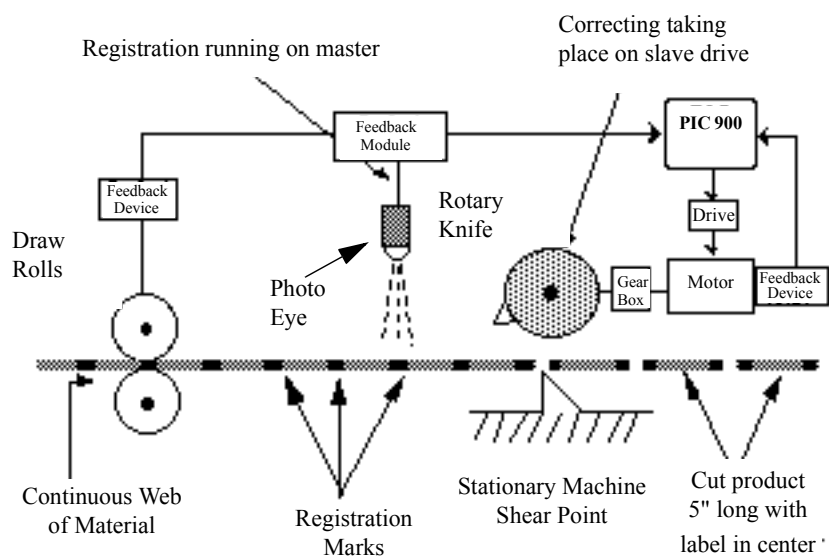 Registration running on master
Correcting taking
place on slave drive
Feedback
Module
PIC 900
Feedback
Device
Rotary
Knife
Drive
Draw
Rolls
Photo
Eye
Gear
Box
Motor
Feedback
Device
Continuous Web
of Material
Registration
Marks
Stationary Machine
Shear Point
Cut product
5" long with
label in center